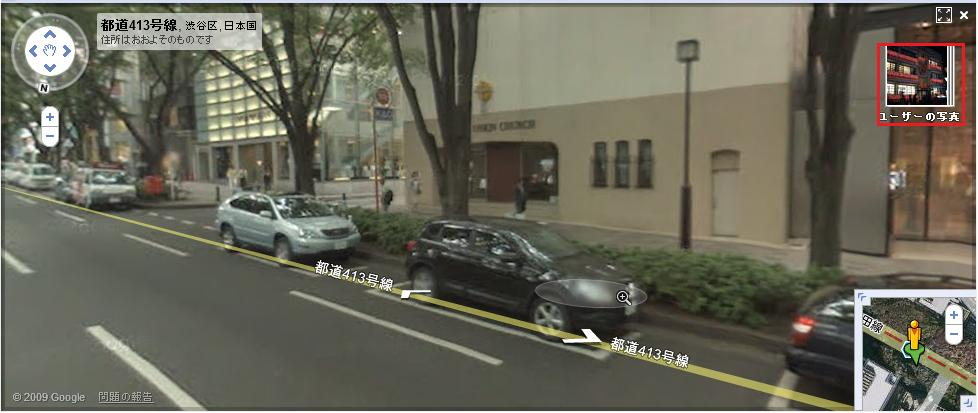 都道413号線, 渋谷区, 日本国
住所はおおよそのものです
N
ユーザーの写真
UNION CHURCH
都道413号線
都道413号線
田線
© 2009 Google 問題の報告